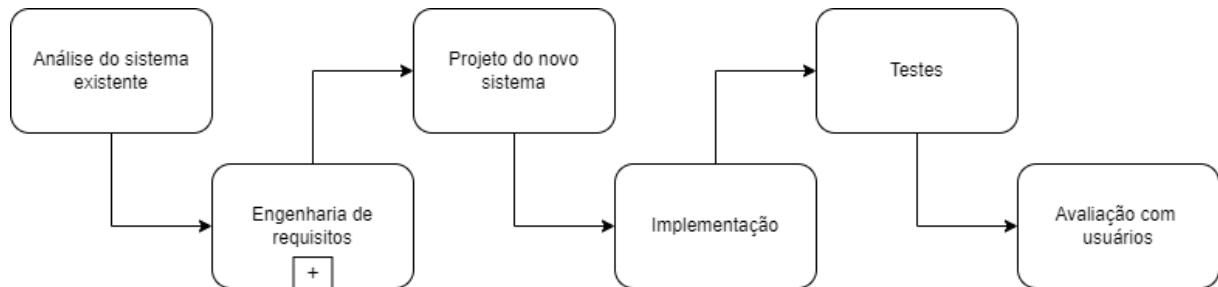 Análise do sistema
existente
Engenharia de
requisitos
+
Projeto do novo
sistema
Implementação
Testes
Avaliação com
usuários